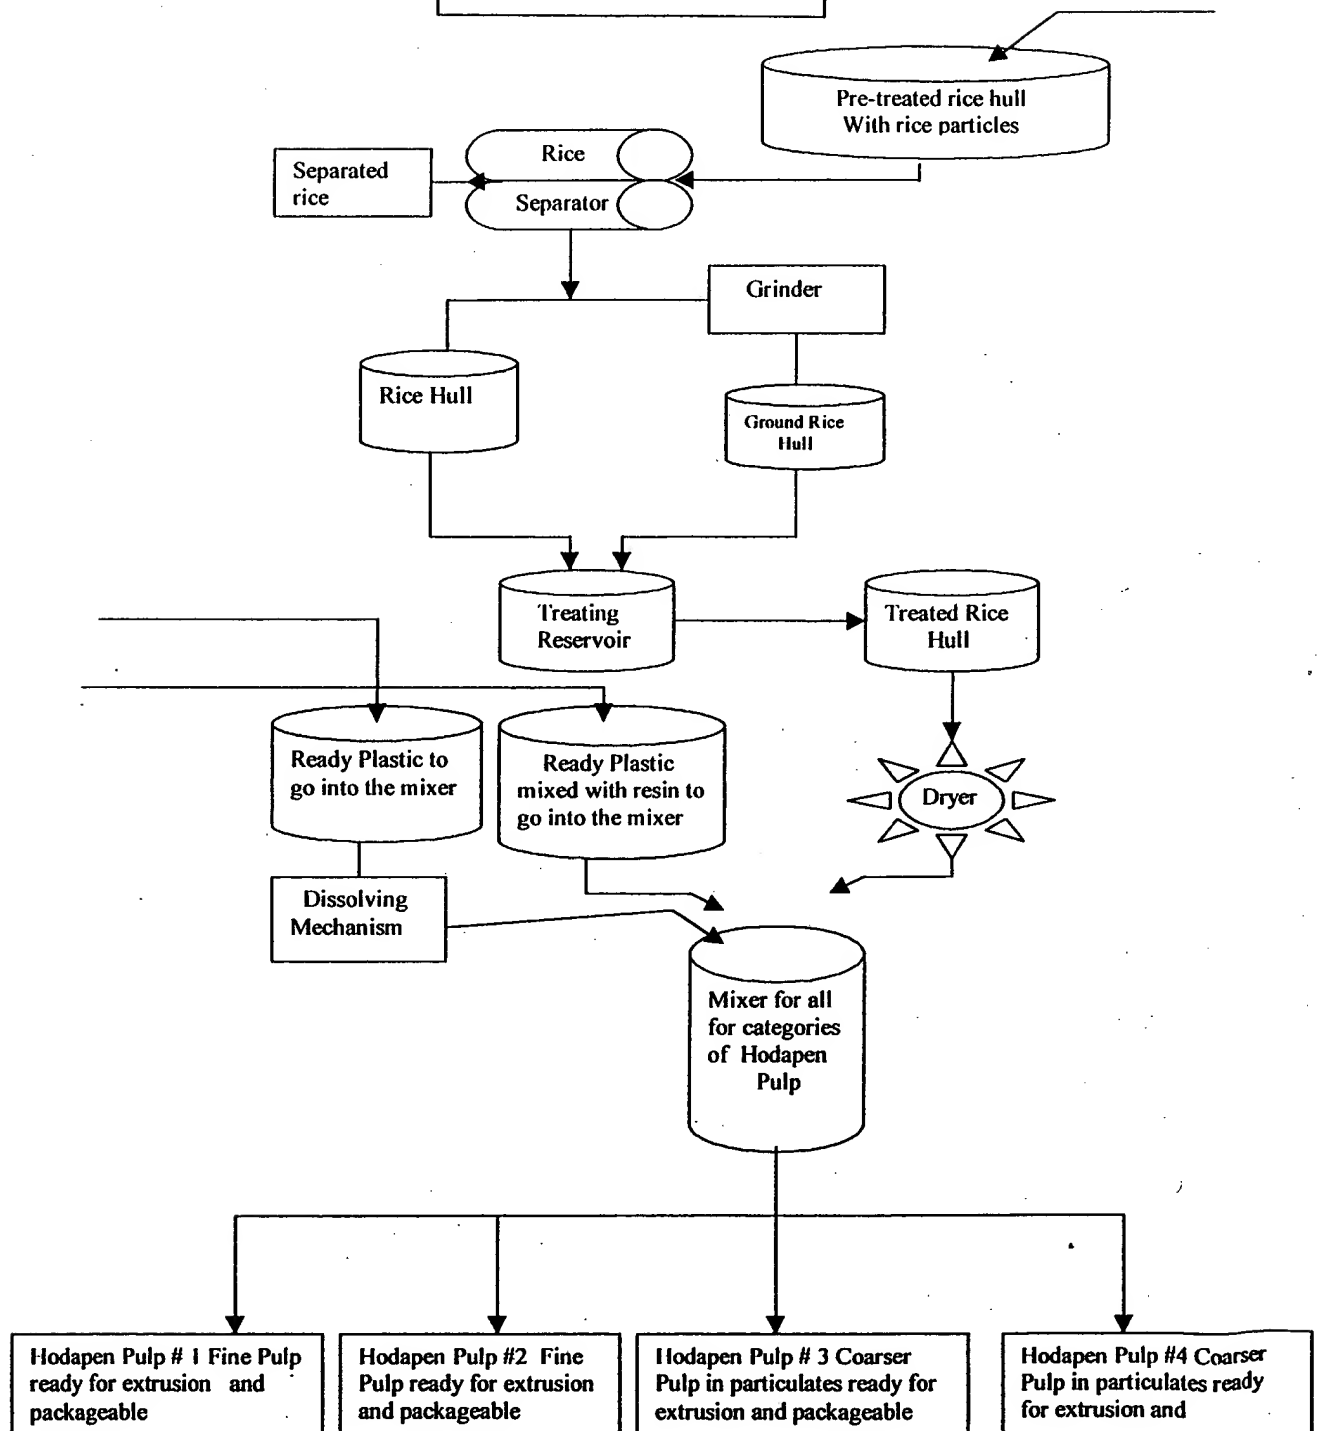 Pre-treated rice hull
With rice particles
Rice
Separator
Separated
rice
Grinder
Rice Hull
Ground Rice
Hull
Treating
Reservoir
Treated Rice
Hull
Ready Plastic to
go into the mixer
Ready Plastic
mixed with resin to
go into the mixer
Dryer
Dissolving
Mechanism
Mixer for all
for categories
of Hodapen
Pulp
Hodapen Pulp # 1 Fine Pulp
ready for extrusion and
packageable
Hodapen Pulp #2 Fine
Pulp ready for extrusion
and packageable
Hodapen Pulp # 3 Coarser
Pulp in particulates ready for
extrusion and packageable
Hodapen Pulp #4 Coarser
Pulp in particulates ready
for extrusion and